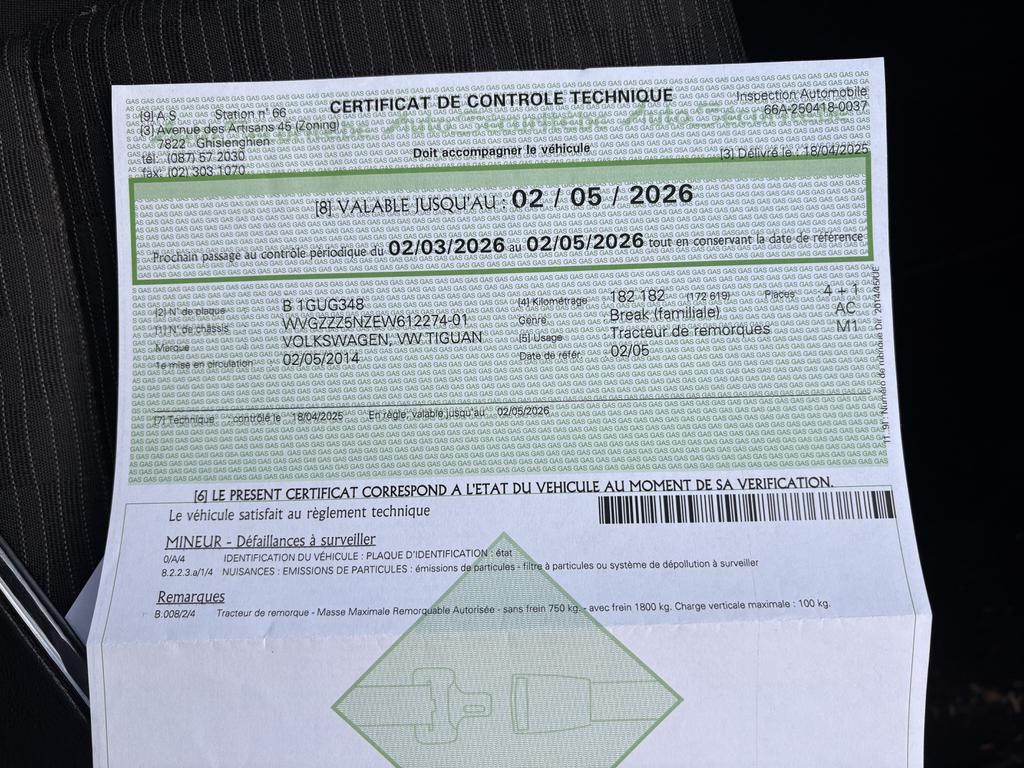 CERTIFICAT DE CONTROLE TECHNIQUE
Doit accompagner le véhicule
[9] A.S. Station n° 66
(3) Avenue des Artisans 45 (Zoning)
7822 Ghislenghien
tél: (087) 57 2030
fax: (02) 303 1070
Inspection Automobile
66A-250418-0037
[3] Délivré le : 18/04/2025
[8] VALABLE JUSQU'AU : 02 / 05 / 2026
Prochain passage au contrôle périodique du 02/03/2026 au 02/05/2026 tout en conservant la date de référence
[2] N° de plaque B 1GUG348
[1] N° de châssis WVGZZZ5NZEW612274-01
Marque VOLKSWAGEN, VW TIGUAN
1e mise en circulation 02/05/2014
[4] Kilométrage 182 182 (172 619) Places 4 + 1
Genre Break (familiale) AC
[5] Usage Tracteur de remorques M1
Date de référ. 02/05
[7] Technique contrôlé le 18/04/2025 En règle, valable jusqu'au 02/05/2026
[6] LE PRESENT CERTIFICAT CORRESPOND A L'ETAT DU VEHICULE AU MOMENT DE SA VERIFICATION.
Le véhicule satisfait au règlement technique
MINEUR - Défaillances à surveiller
0/A/4 IDENTIFICATION DU VÉHICULE : PLAQUE D'IDENTIFICATION : état
8.2.2.3.a/1/4 NUISANCES : EMISSIONS DE PARTICULES : émissions de particules - filtre à particules ou système de dépollution à surveiller
Remarques
B.008/2/4 Tracteur de remorque - Masse Maximale Remorquable Autorisée - sans frein 750 kg. - avec frein 1800 kg. Charge verticale maximale : 100 kg.